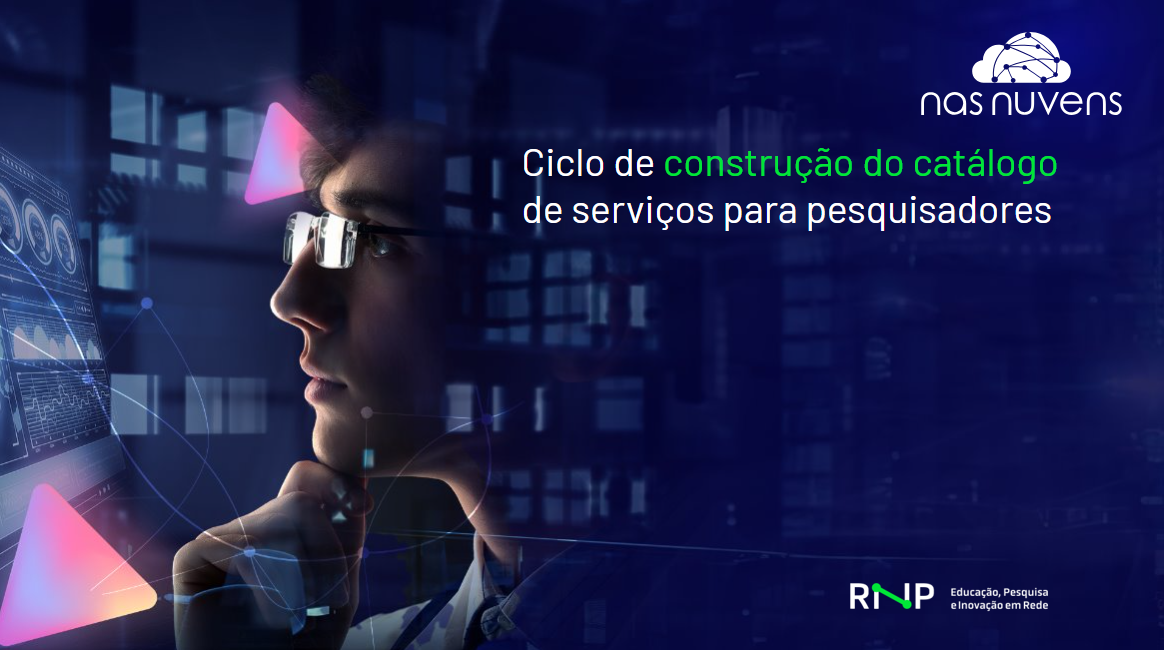 nas nuvens
Ciclo de construção do catálogo
de serviços para pesquisadores
RNP
Educação, Pesquisa
e Inovação em Rede